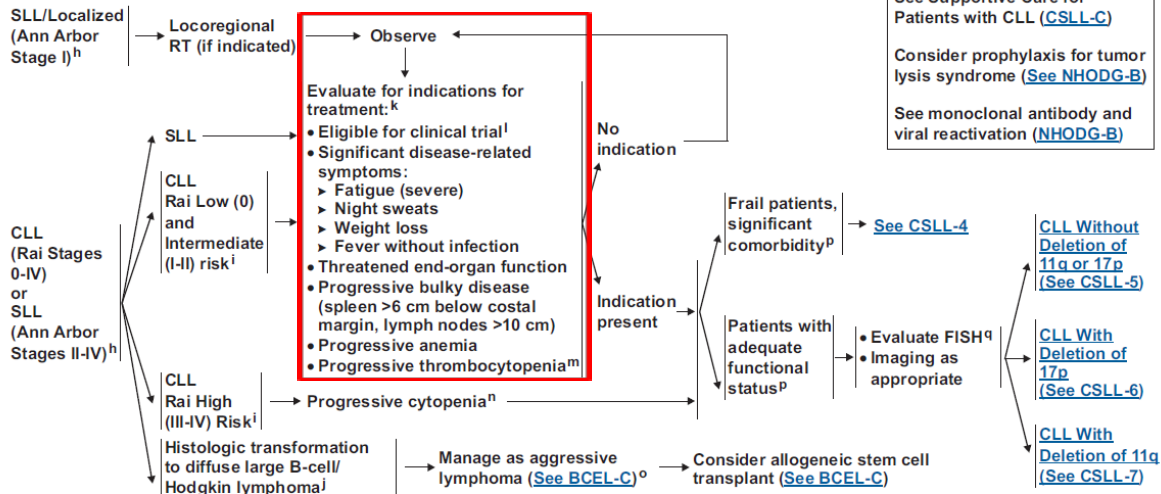 SLL/Localized
(Ann Arbor
Stage I)h
Locoregional
RT (if indicated)
Observe
See Supportive Care for
Patients with CLL (CSLL-C)
Consider prophylaxis for tumor
lysis syndrome (See NHODG-B)
See monoclonal antibody and
viral reactivation (NHODG-B)
Evaluate for indications for
treatment:k
• Eligible for clinical triall
• Significant disease-related
symptoms:
➤ Fatigue (severe)
➤ Night sweats
➤ Weight loss
➤ Fever without infection
• Threatened end-organ function
• Progressive bulky disease
(spleen >6 cm below costal
margin, lymph nodes >10 cm)
• Progressive anemia
• Progressive thrombocytopeniam
No
indication
Indication
present
CLL
(Rai Stages
0-IV)
or
SLL
(Ann Arbor
Stages II-IV)h
SLL
CLL
Rai Low (0)
and
Intermediate
(I-II) riski
CLL
Rai High
(III-IV) Riski
Progressive cytopenian
Histologic transformation
to diffuse large B-cell/
Hodgkin lymphomaj
Manage as aggressive
lymphoma (See BCEL-C)o
Consider allogeneic stem cell
transplant (See BCEL-C)
Frail patients,
significant
comorbidityp
See CSLL-4
Patients with
adequate
functional
statusp
• Evaluate FISHq
• Imaging as
appropriate
CLL Without
Deletion of
11q or 17p
(See CSLL-5)
CLL With
Deletion of
17p
(See CSLL-6)
CLL With
Deletion of 11q
(See CSLL-7)